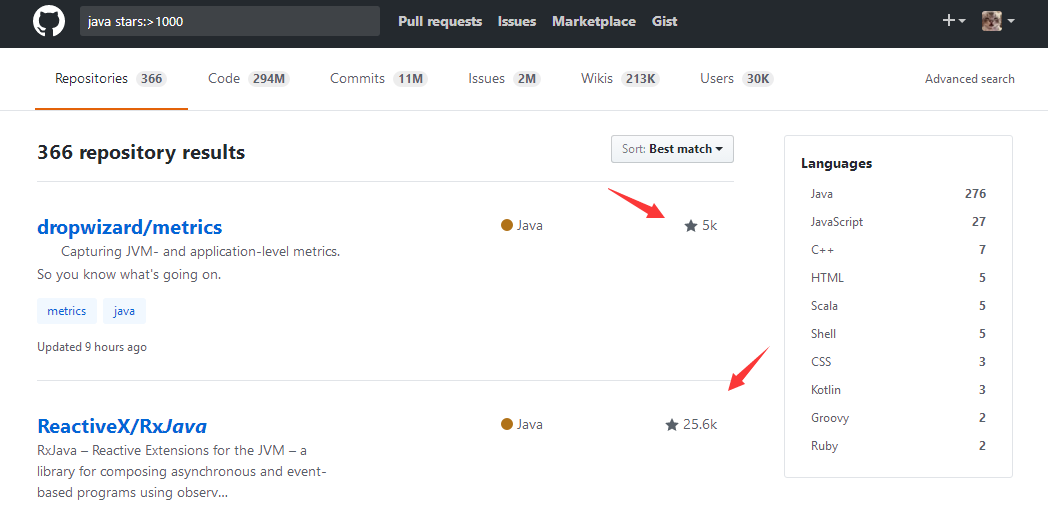 java stars:>1000 Pull requests Issues Marketplace Gist
Repositories 366 Code 294M Commits 11M Issues 2M Wikis 213K Users 30K Advanced search
366 repository results
Sort: Best match
dropwizard/metrics
Java
5k
Capturing JVM- and application-level metrics.
So you know what's going on.
metrics java
Updated 9 hours ago
ReactiveX/RxJava
Java
25.6k
RxJava – Reactive Extensions for the JVM – a
library for composing asynchronous and event-
based programs using observ...
Languages
Java 276
JavaScript 27
C++ 7
HTML 5
Scala 5
Shell 5
CSS 3
Kotlin 3
Groovy 2
Ruby 2